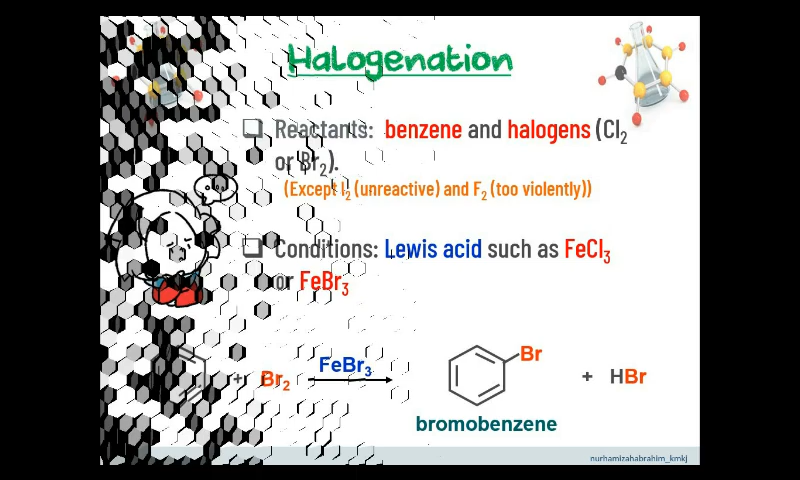 Halogenation
❑ Reactants: benzene and halogens (Cl₂
or Br₂).
(Except I₂ (unreactive) and F₂ (too violently))
❑ Conditions: Lewis acid such as FeCl₃
or FeBr₃
+ Br₂ FeBr₃ Br + HBr
bromobenzene
nurhamizahabrahim_kmkj